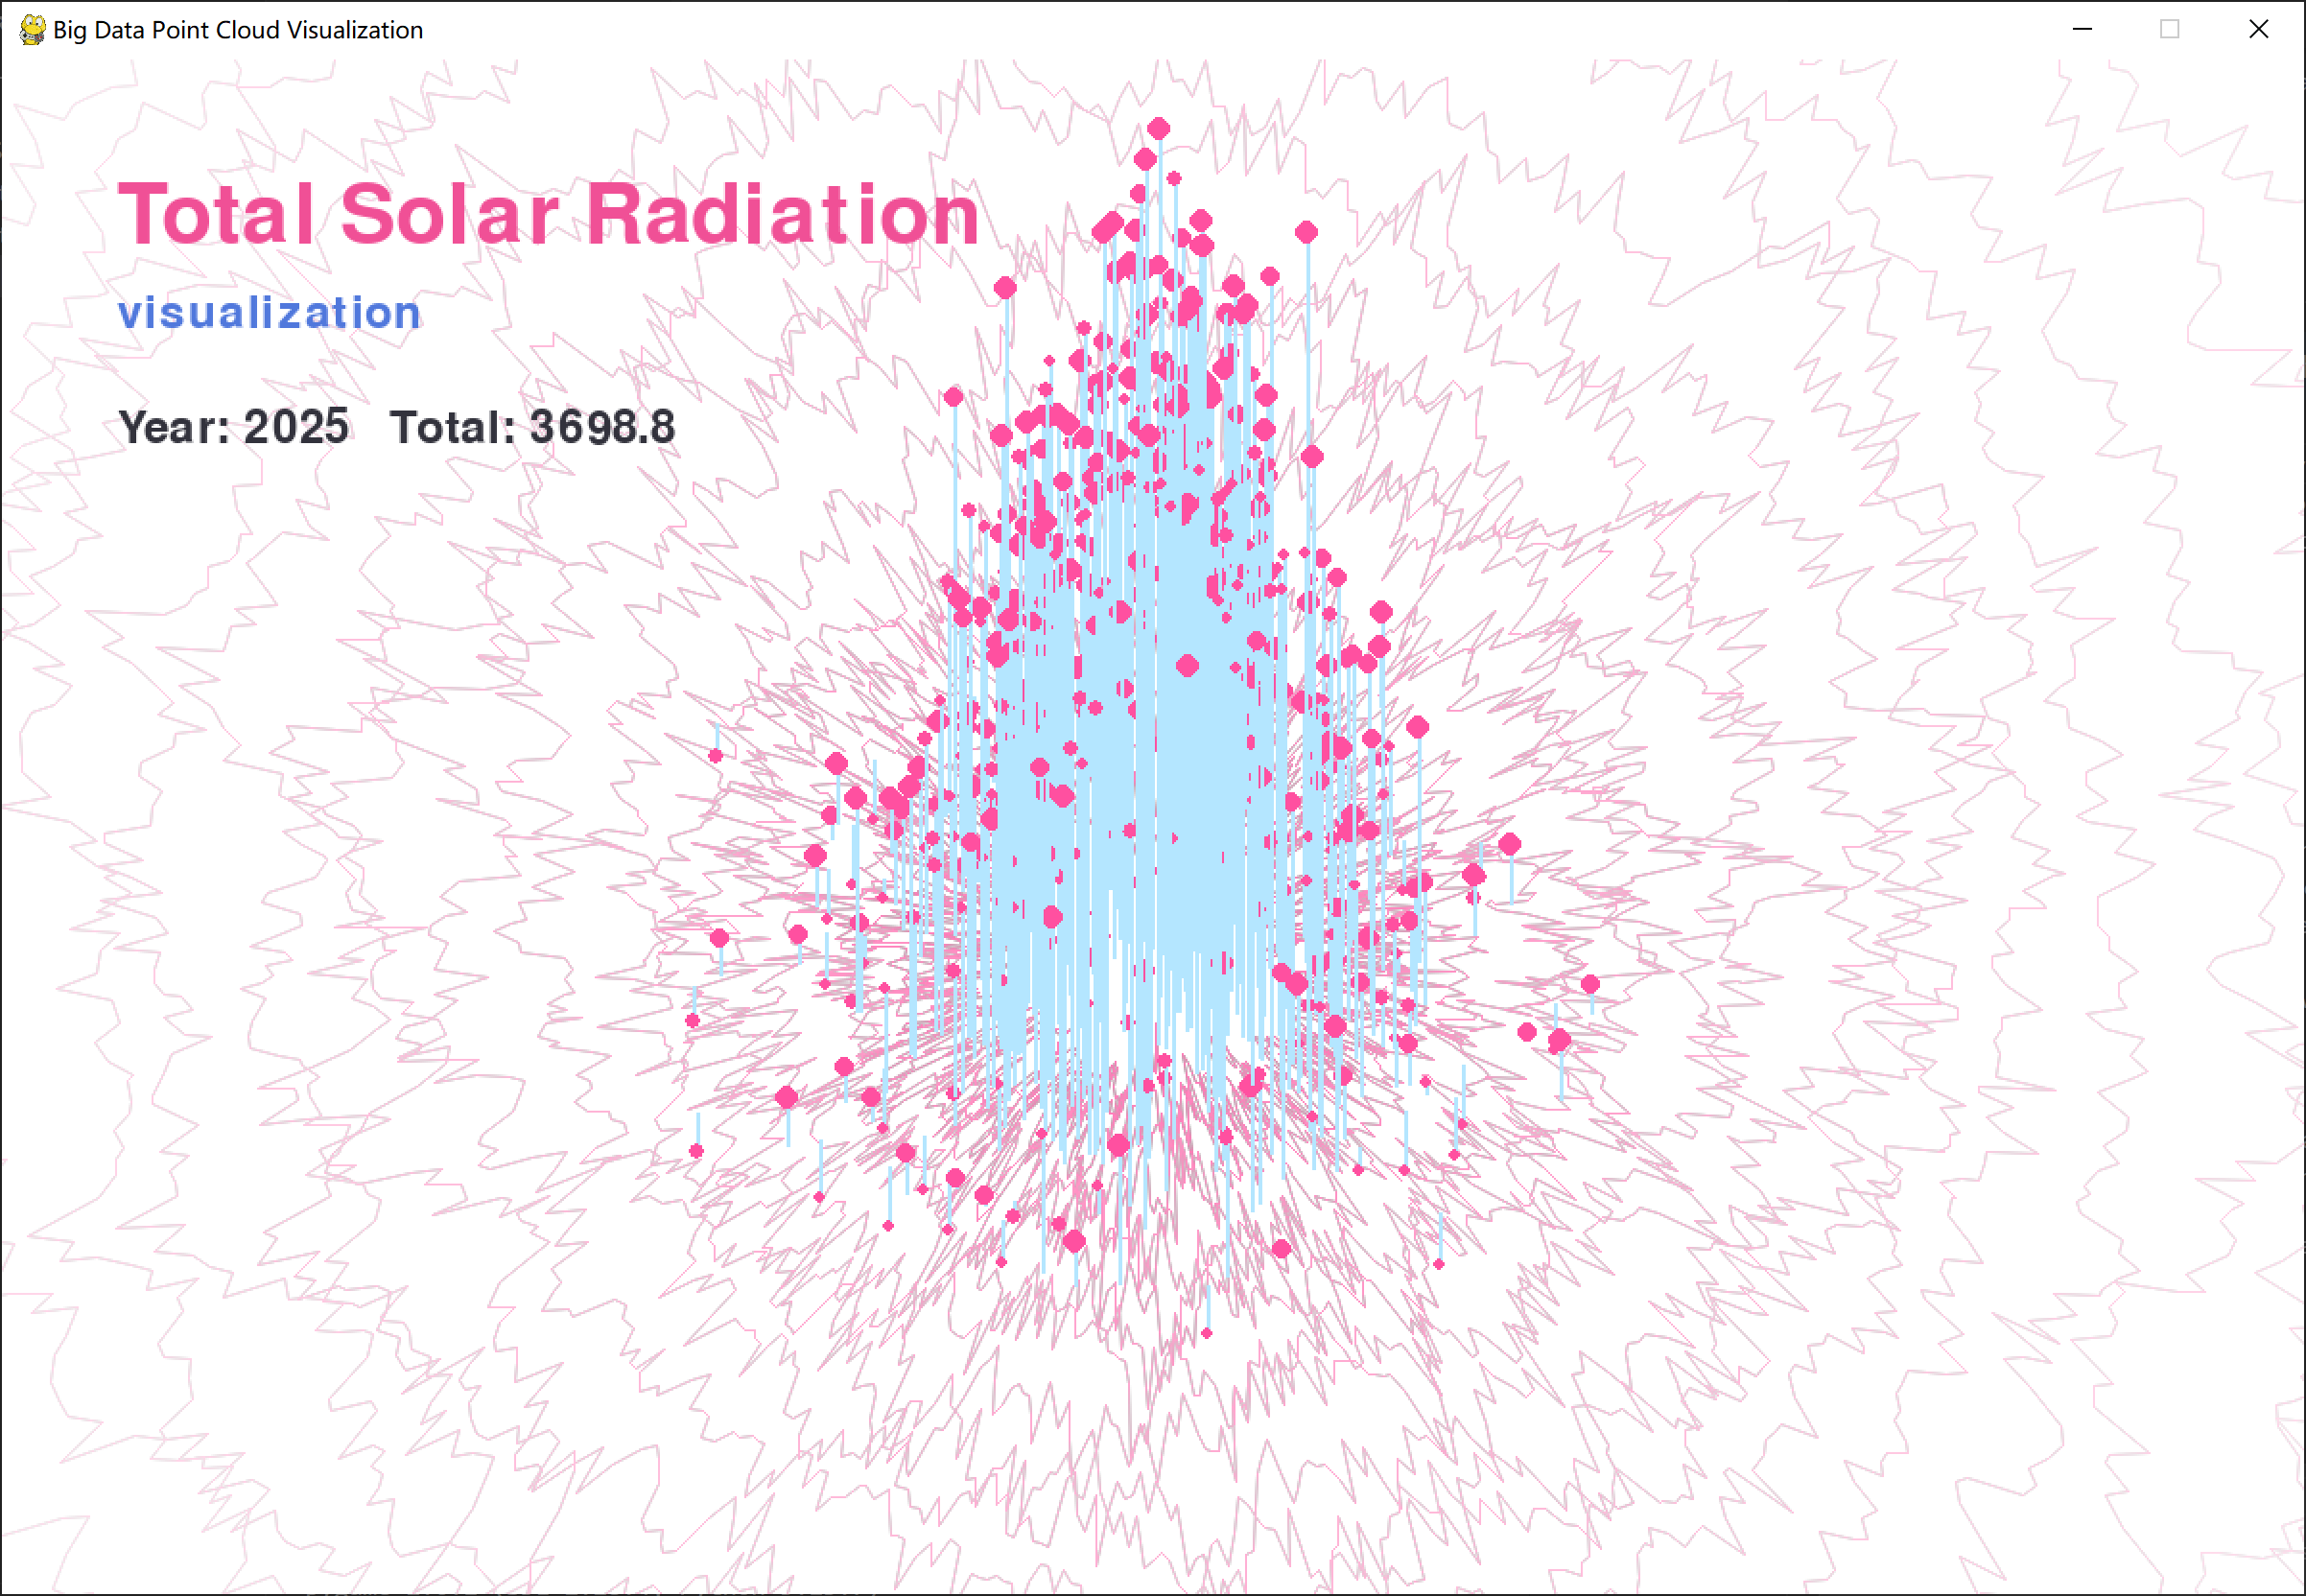 Big Data Point Cloud Visualization
Total Solar Radiation
visualization
Year: 2025 Total: 3698.8